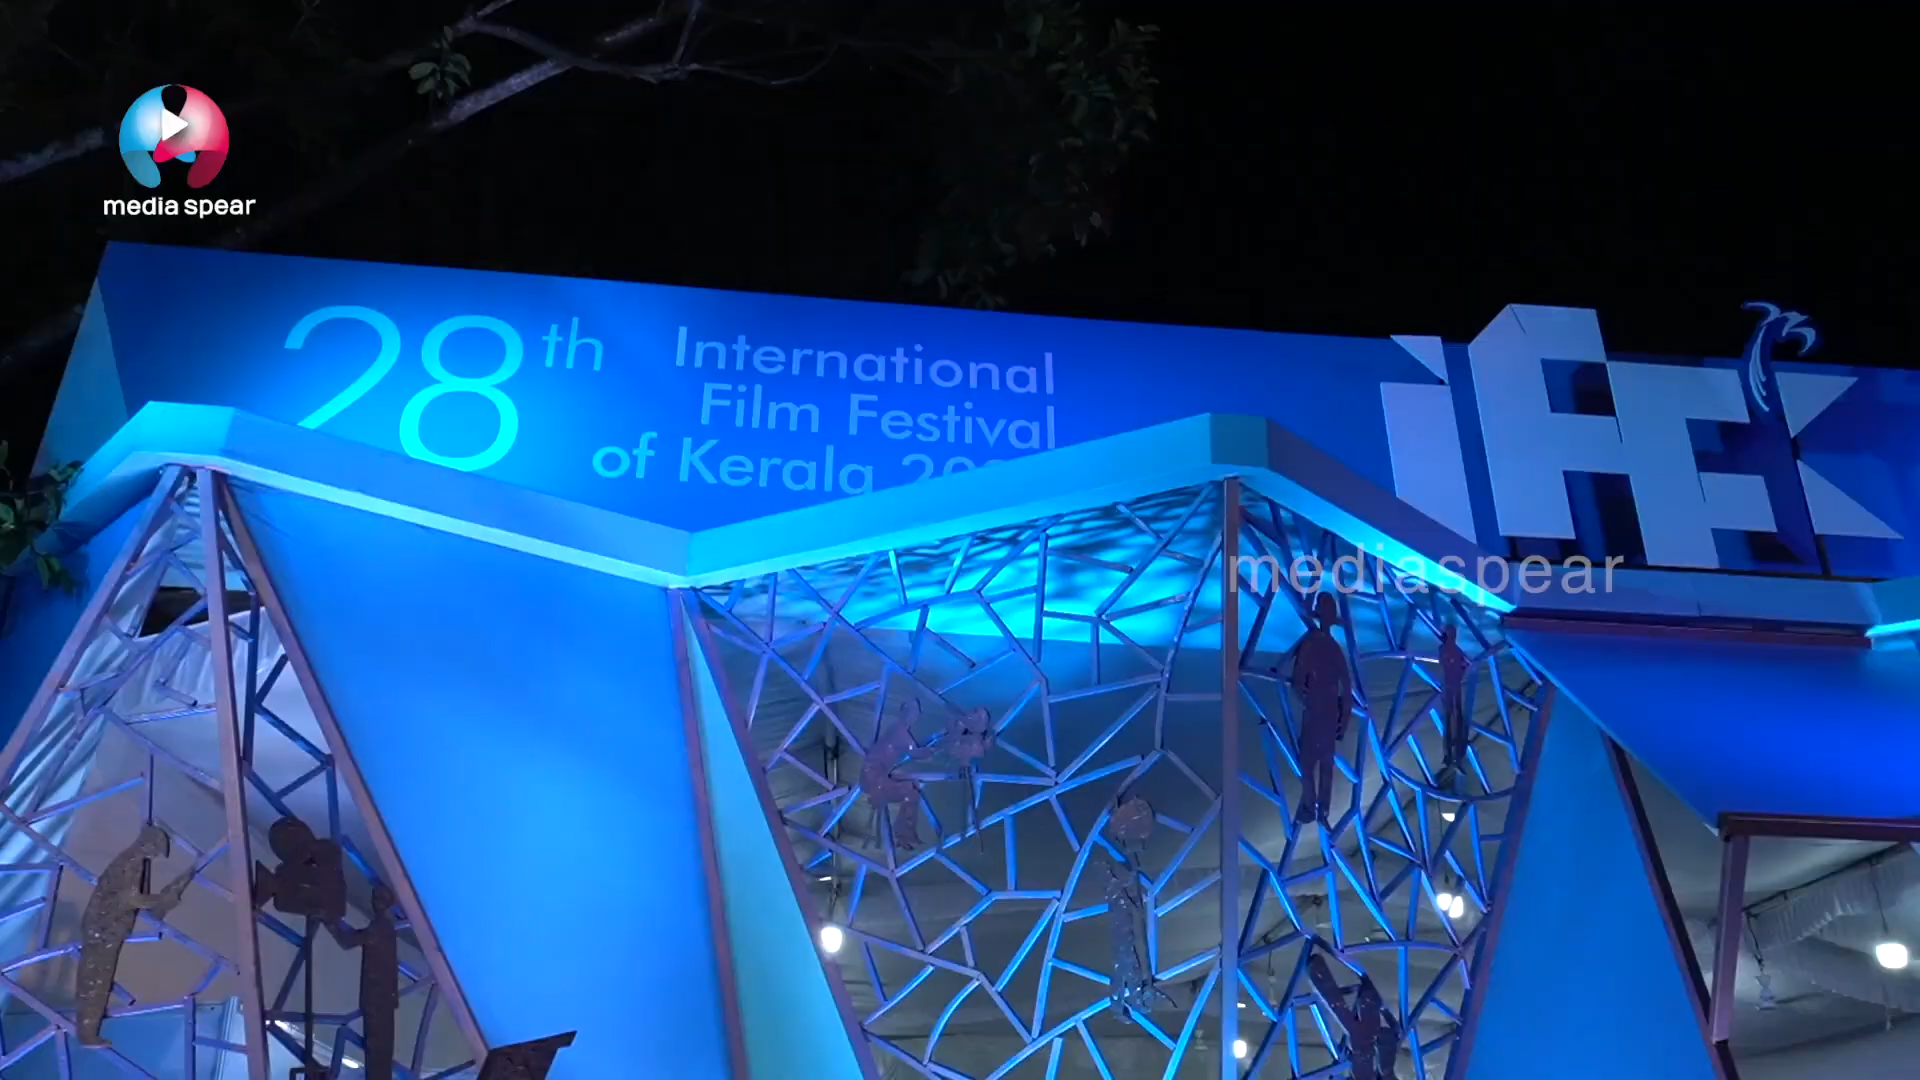 media spear
28th
International
Film Festival
of Kerala
iFFK
mediaspear